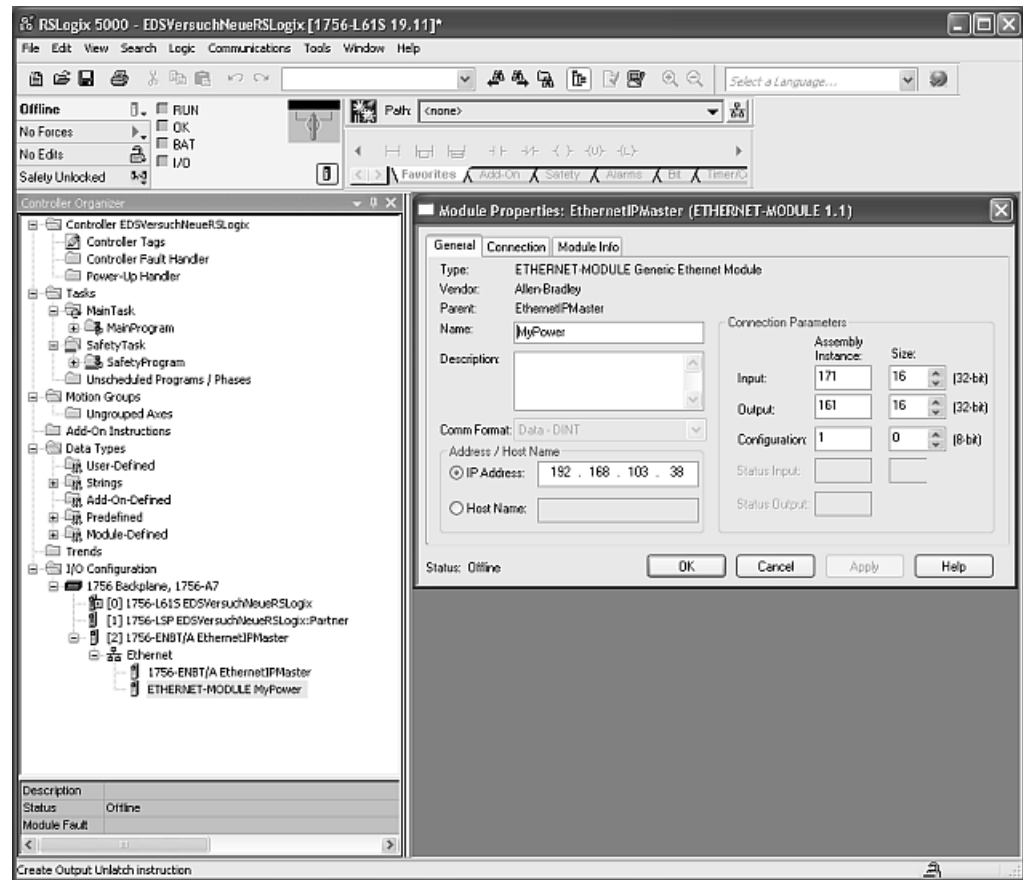 RSLogix 5000 - EDSVersuchNeueRSLogix [1756-L61S 19.11]*
File Edit View Search Logic Communications Tools Window Help
Select a Language...
Offline
RUN
Path: <none>
No Forces
OK
No Edits
BAT
I/O
Safety Unlocked
Favorites Add-On Safety Alarms Bit Timer/C
Controller Organizer
Controller EDSVersuchNeueRSLogix
Controller Tags
Controller Fault Handler
Power-Up Handler
Tasks
MainTask
MainProgram
SafetyTask
SafetyProgram
Unscheduled Programs / Phases
Motion Groups
Ungrouped Axes
Add-On Instructions
Data Types
User-Defined
Strings
Add-On-Defined
Predefined
Module-Defined
Trends
I/O Configuration
1756 Backplane, 1756-A7
[0] 1756-L61S EDSVersuchNeueRSLogix
[1] 1756-LSP EDSVersuchNeueRSLogix:Partner
[2] 1756-ENBT/A EthernetIPMaster
Ethernet
1756-ENBT/A EthernetIPMaster
ETHERNET-MODULE MyPower
Description
Status Offline
Module Fault
Module Properties: EthernetIPMaster (ETHERNET-MODULE 1.1)
General Connection Module Info
Type: ETHERNET-MODULE Generic Ethernet Module
Vendor: Allen-Bradley
Parent: EthernetIPMaster
Name: MyPower
Description:
Comm Format: Data - DINT
Address / Host Name
IP Address: 192 . 168 . 103 . 38
Host Name:
Connection Parameters
Assembly
Instance: Size:
Input: 171 16 (32-bit)
Output: 161 16 (32-bit)
Configuration: 1 0 (8-bit)
Status Input:
Status Output:
Status: Offline
OK Cancel Apply Help
Create Output Unlatch instruction